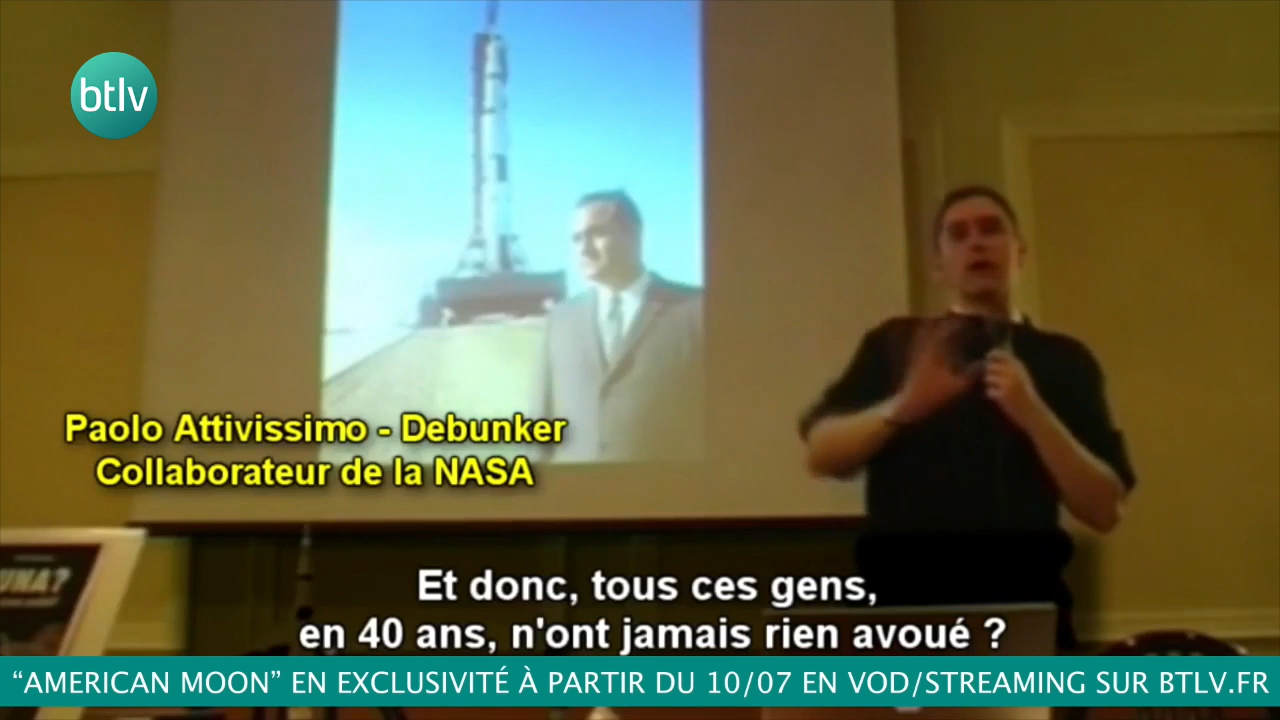 btlv
Paolo Attivissimo - Debunker
Collaborateur de la NASA
UNA?
Et donc, tous ces gens,
en 40 ans, n'ont jamais rien avoué ?
“AMERICAN MOON” EN EXCLUSIVITÉ À PARTIR DU 10/07 EN VOD/STREAMING SUR BTLV.FR